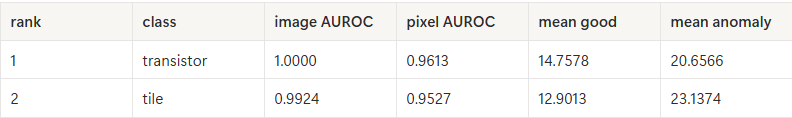 rank class image AUROC pixel AUROC mean good mean anomaly
1 transistor 1.0000 0.9613 14.7578 20.6566
2 tile 0.9924 0.9527 12.9013 23.1374